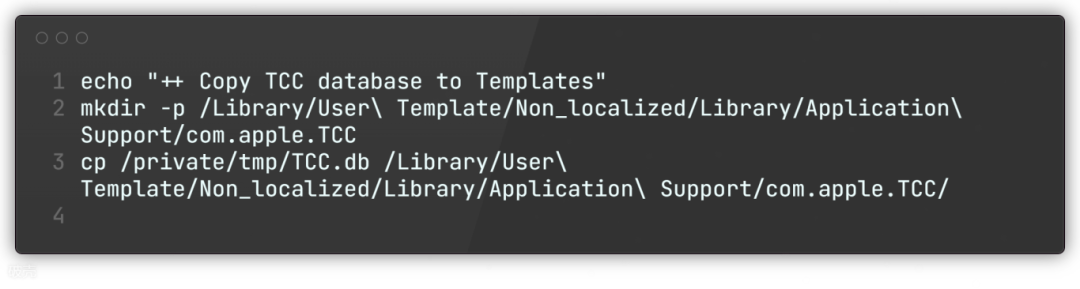 1 echo "++ Copy TCC database to Templates"
2 mkdir -p /Library/User\ Template/Non_localized/Library/Application\
Support/com.apple.TCC
3 cp /private/tmp/TCC.db /Library/User\
Template/Non_localized/Library/Application\ Support/com.apple.TCC/
4